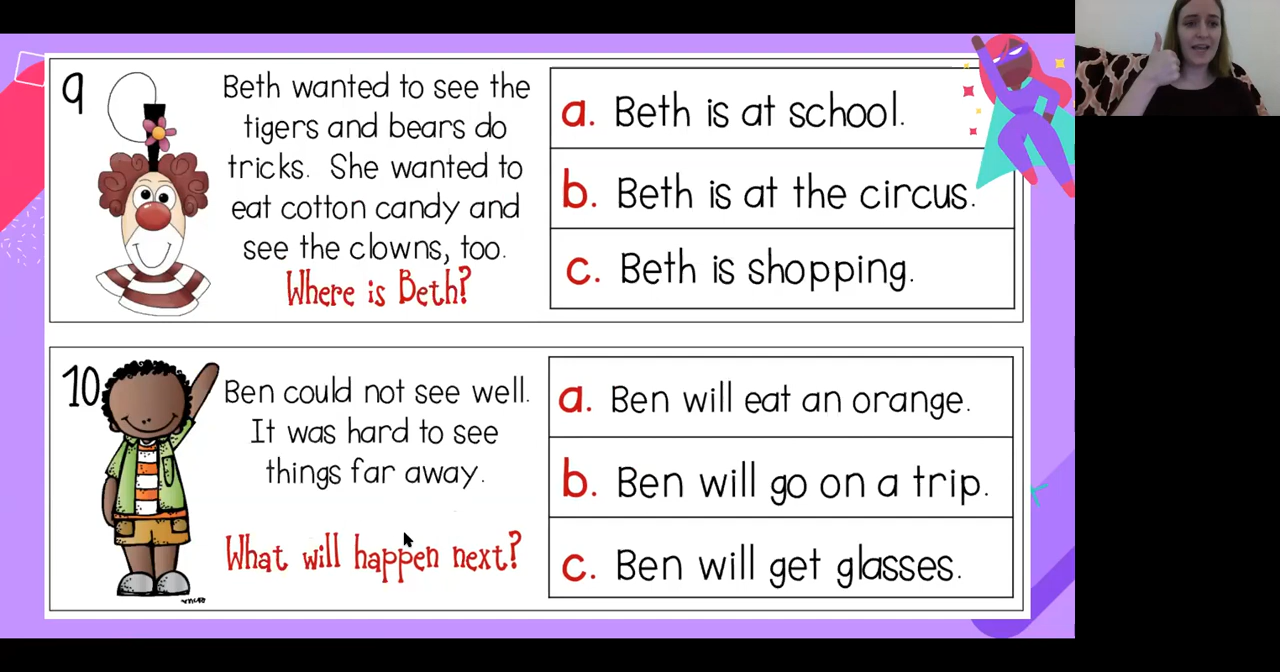 9
Beth wanted to see the
tigers and bears do
tricks. She wanted to
eat cotton candy and
see the clowns, too.
Where is Beth?
a. Beth is at school.
b. Beth is at the circus.
c. Beth is shopping.
10
Ben could not see well.
It was hard to see
things far away.
What will happen next?
a. Ben will eat an orange.
b. Ben will go on a trip.
c. Ben will get glasses.